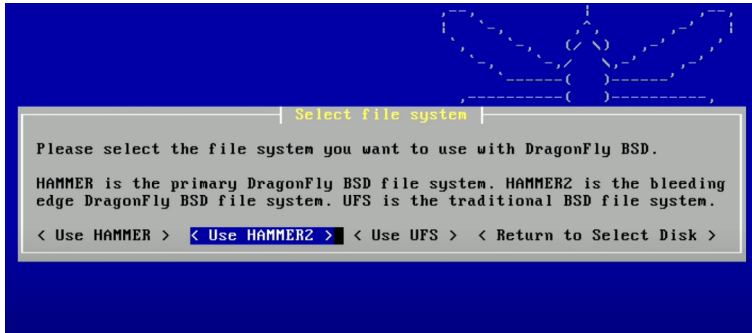 Select file system
Please select the file system you want to use with DragonFly BSD.
HAMMER is the primary DragonFly BSD file system. HAMMER2 is the bleeding
edge DragonFly BSD file system. UFS is the traditional BSD file system.
< Use HAMMER > < Use HAMMER2 > < Use UFS > < Return to Select Disk >